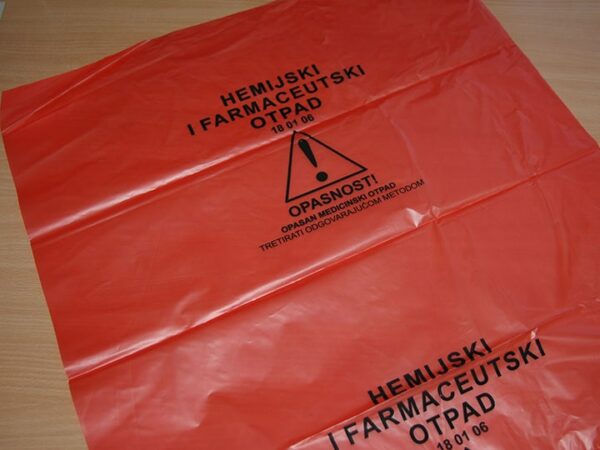 HEMIJSKI
I FARMACEUTSKI
OTPAD
18 01 06
!
OPASNOST!
OPASAN MEDICINSKI OTPAD
TRETIRATI ODGOVARAJUĆOM METODOM
HEMIJSKI
I FARMACEUTSKI
OTPAD
18 01 06